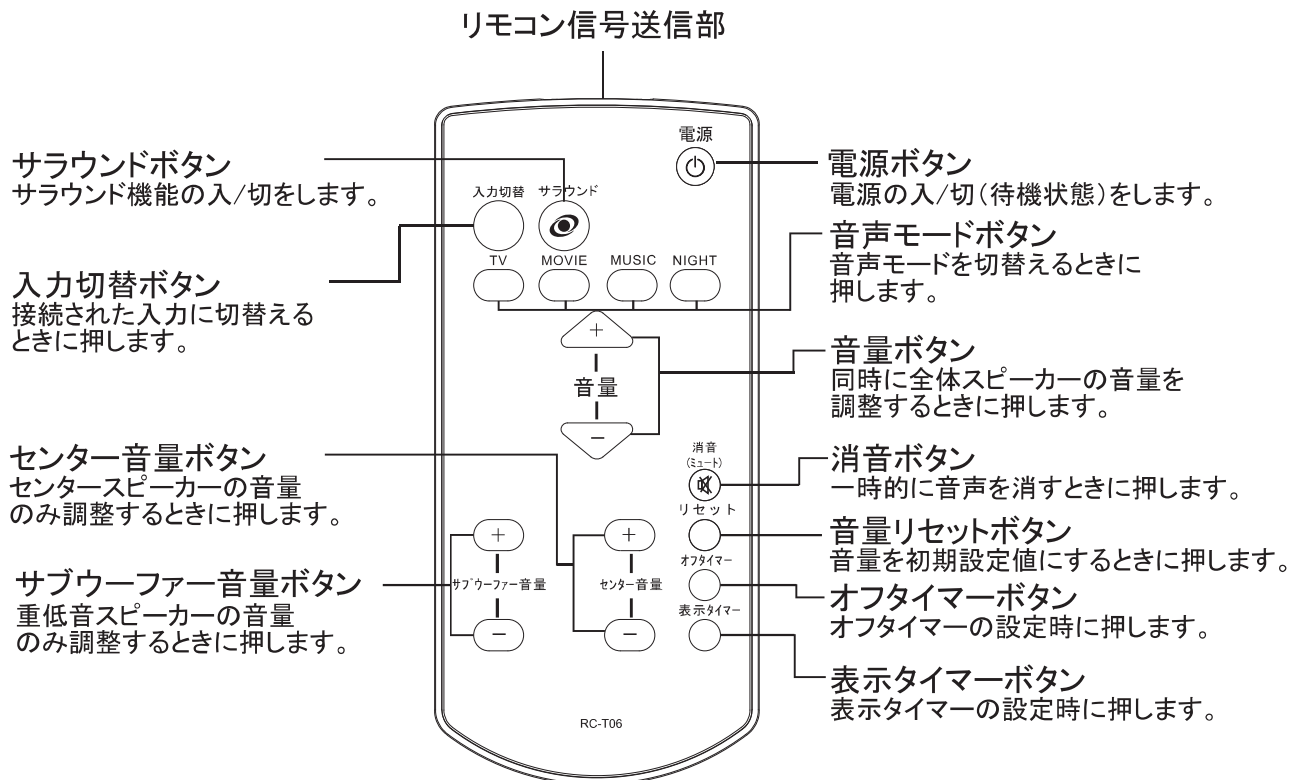 リモコン信号送信部
サラウンドボタン
サラウンド機能の入/切をします。
入力切替ボタン
接続された入力に切替える
ときに押します。
センター音量ボタン
センタースピーカーの音量
のみ調整するときに押します。
サブウーファー音量ボタン
重低音スピーカーの音量
のみ調整するときに押します。
電源
入力切替 サラウンド
TV MOVIE MUSIC NIGHT
+
音量
−
消音
(ミュート)
リセット
オフタイマー
表示タイマー
+ +
サブウーファー音量 センター音量
− −
RC-T06
電源ボタン
電源の入/切(待機状態)をします。
音声モードボタン
音声モードを切替えるときに
押します。
音量ボタン
同時に全体スピーカーの音量を
調整するときに押します。
消音ボタン
一時的に音声を消すときに押します。
音量リセットボタン
音量を初期設定値にするときに押します。
オフタイマーボタン
オフタイマーの設定時に押します。
表示タイマーボタン
表示タイマーの設定時に押します。